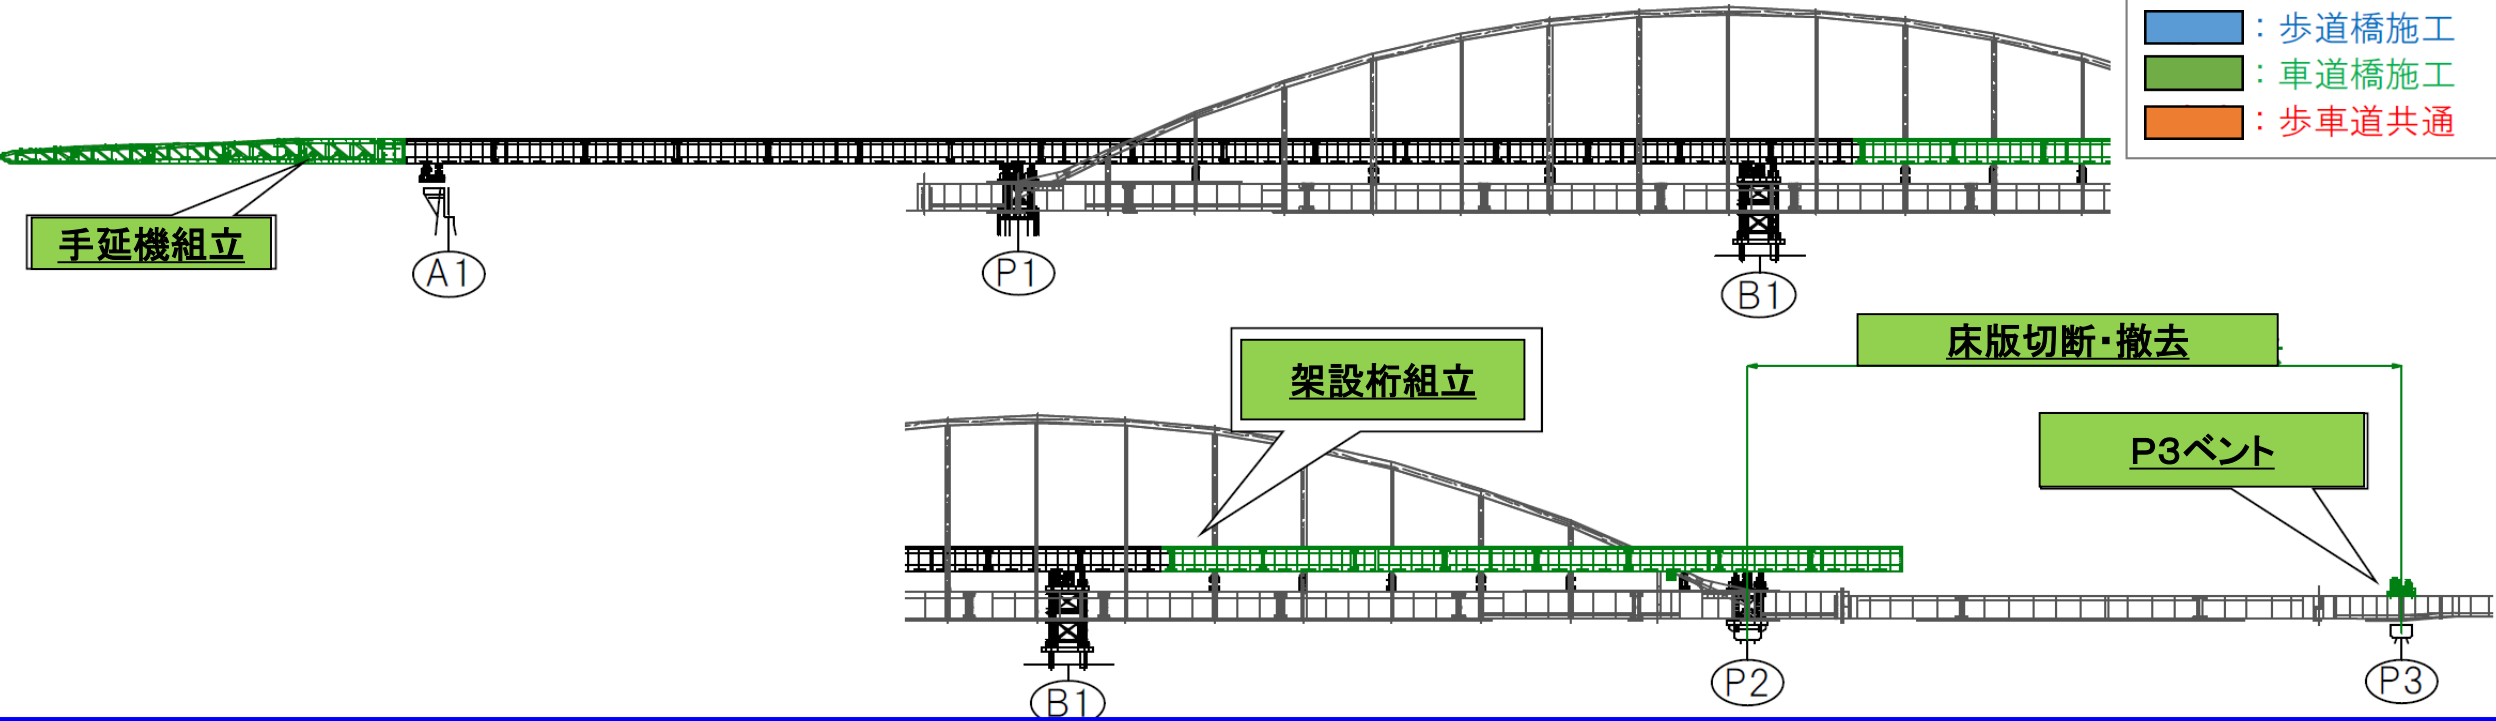 ：歩道橋施工
：車道橋施工
：歩車道共通
手延機組立
A1
P1
B1
床版切断・撤去
架設桁組立
P3ベント
B1
P2
P3